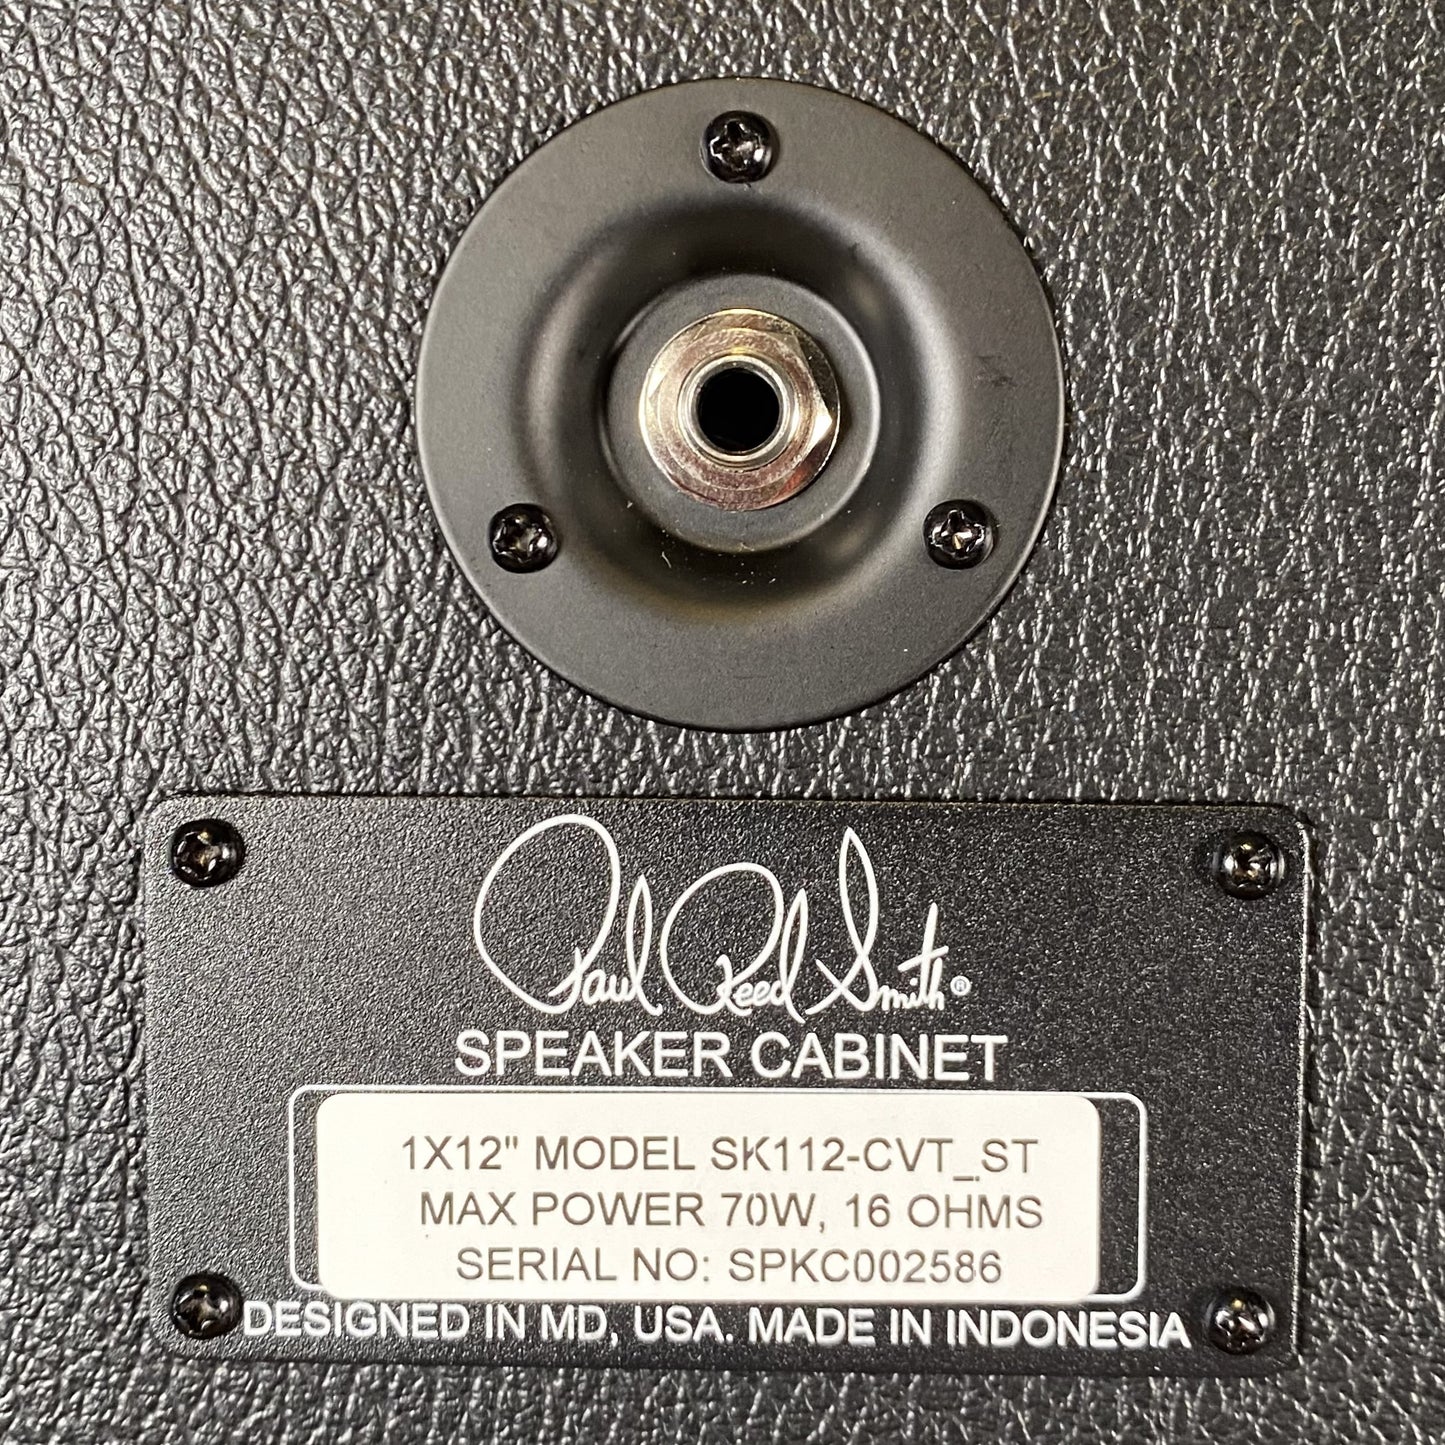 Paul Reed Smith®
SPEAKER CABINET
1X12" MODEL SK112-CVT_ST
MAX POWER 70W, 16 OHMS
SERIAL NO: SPKC002586
DESIGNED IN MD, USA. MADE IN INDONESIA